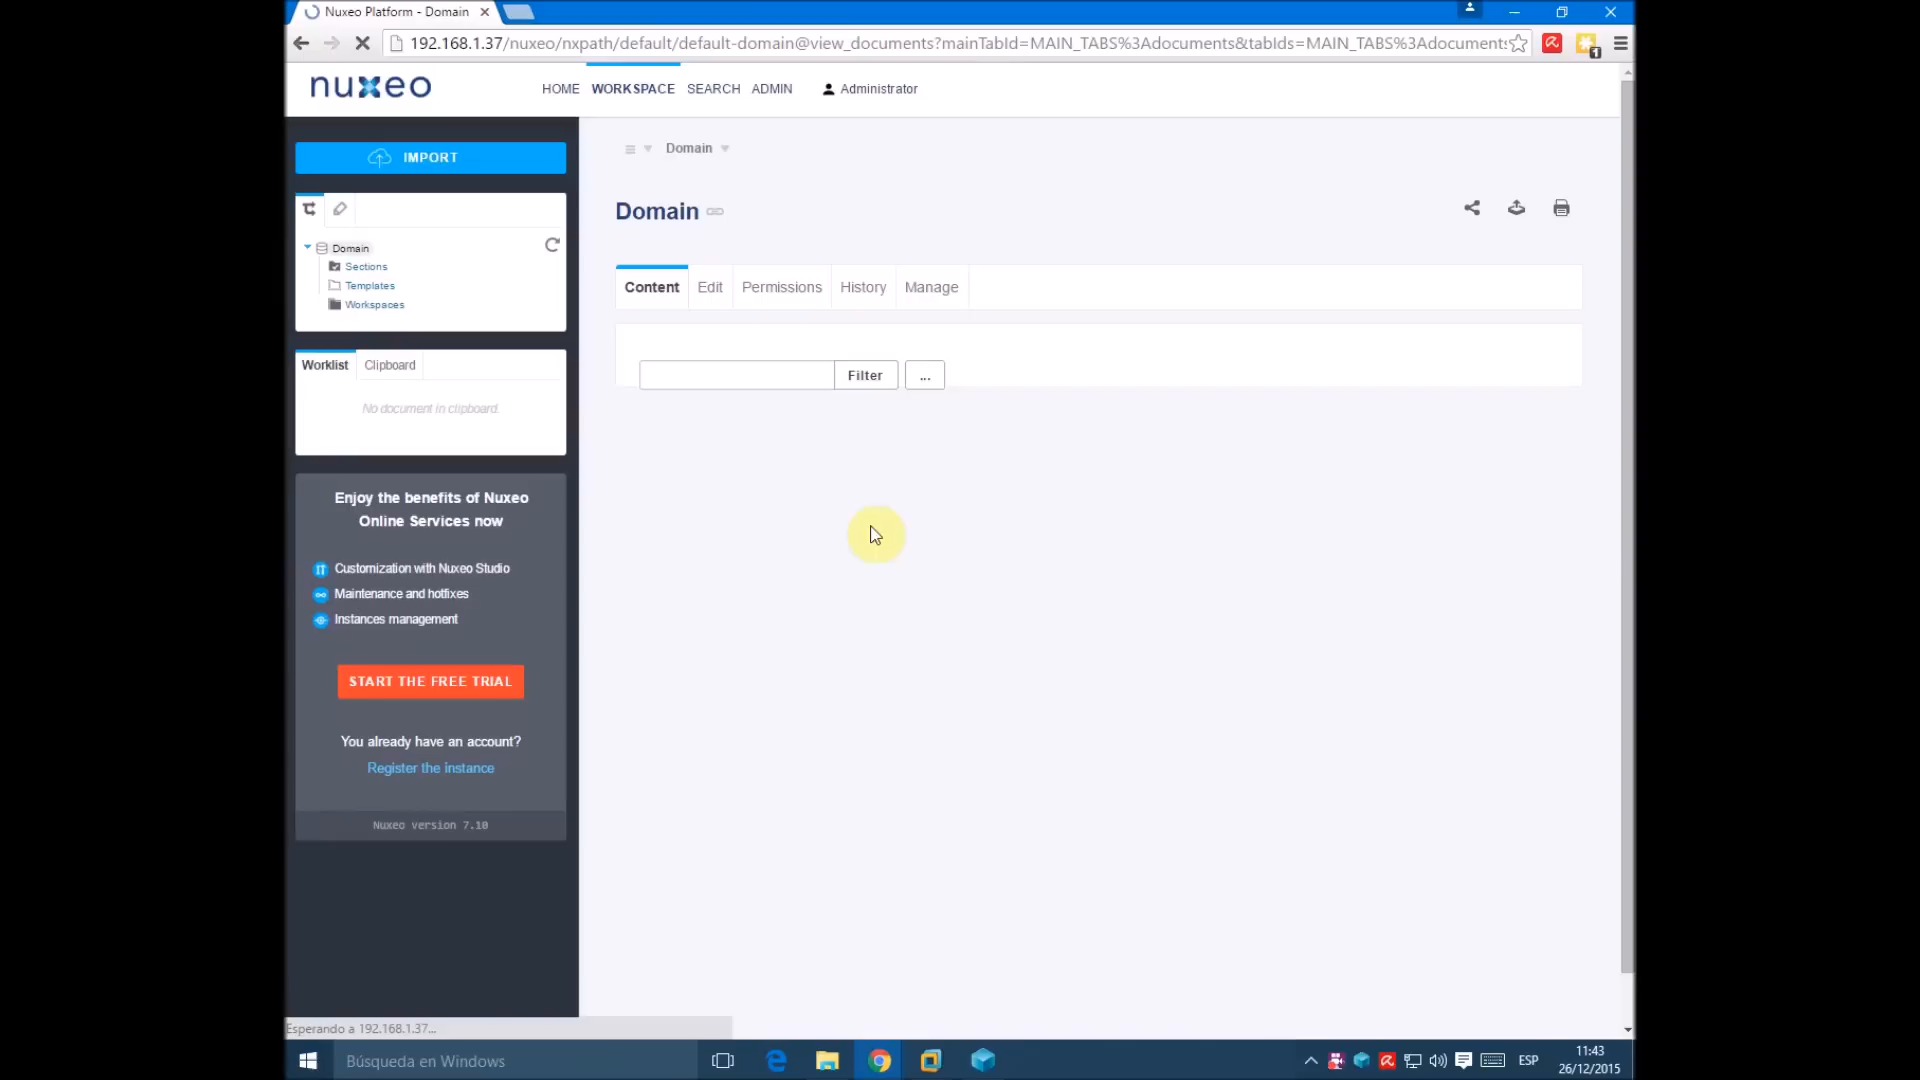 Nuxeo Platform - Domain
192.168.1.37/nuxeo/nxpath/default/default-domain@view_documents?mainTabId=MAIN_TABS%3Adocuments&tabIds=MAIN_TABS%3Adocuments:
1
nuxeo
HOME WORKSPACE SEARCH ADMIN Administrator
IMPORT
Domain
Domain
Domain
Sections
Templates
Workspaces
Content Edit Permissions History Manage
Filter ...
Worklist Clipboard
No document in clipboard.
Enjoy the benefits of Nuxeo
Online Services now
Customization with Nuxeo Studio
Maintenance and hotfixes
Instances management
START THE FREE TRIAL
You already have an account?
Register the instance
Nuxeo version 7.10
Esperando a 192.168.1.37...
Búsqueda en Windows
ESP
11:43
26/12/2015